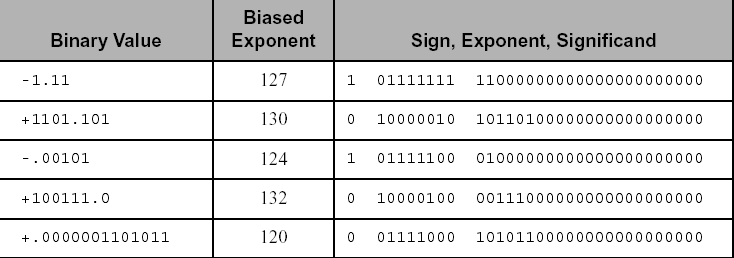 Biased
Binary Value Exponent Sign, Exponent, Significand
-1.11 127 1 01111111 11000000000000000000000
+1101.101 130 0 10000010 10110100000000000000000
-.00101 124 1 01111100 01000000000000000000000
+100111.0 132 0 10000100 00111000000000000000000
+.0000001101011 120 0 01111000 10101100000000000000000